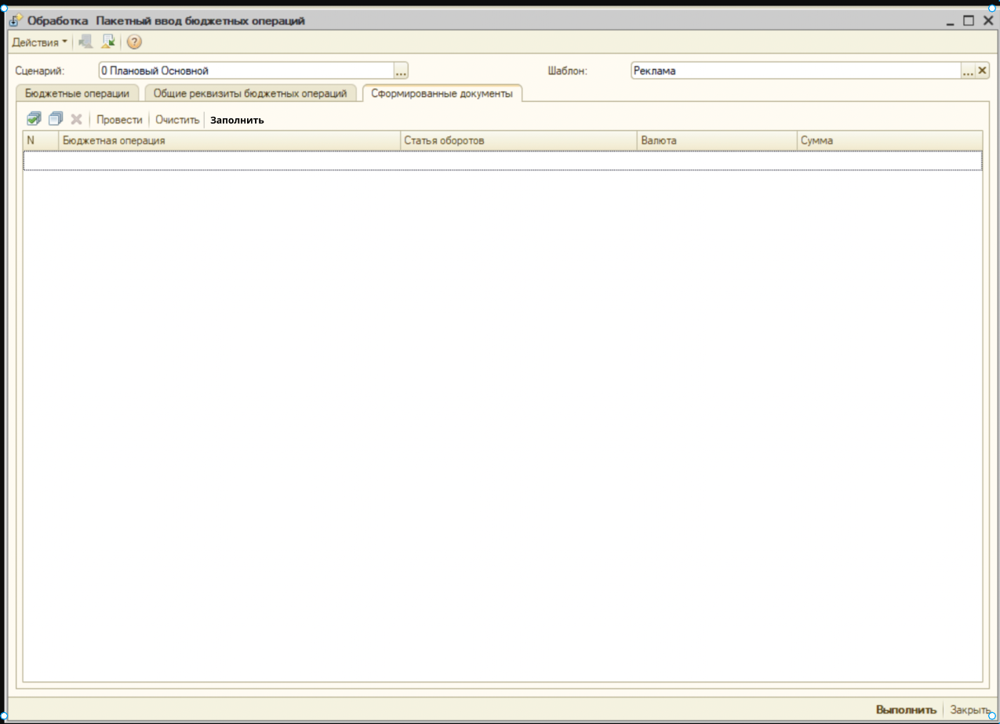 Обработка Пакетный ввод бюджетных операций
Действия
Сценарий: 0 Плановый Основной ... Шаблон: Реклама ...
Бюджетные операции Общие реквизиты бюджетных операций Сформированные документы
Провести Очистить Заполнить
N Бюджетная операция Статья оборотов Валюта Сумма
Выполнить Закрыть